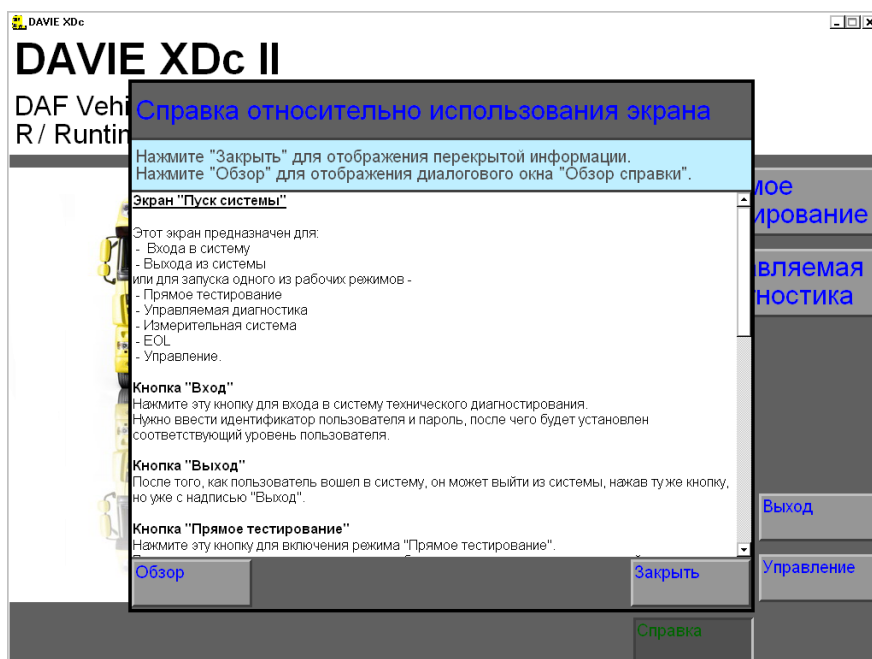 DAVIE XDc
DAVIE XDc II
DAF Vehi
R / Runtin
Справка относительно использования экрана
Нажмите "Закрыть" для отображения перекрытой информации.
Нажмите "Обзор" для отображения диалогового окна "Обзор справки".
Экран "Пуск системы"
Этот экран предназначен для:
- Входа в систему
- Выхода из системы
или для запуска одного из рабочих режимов -
- Прямое тестирование
- Управляемая диагностика
- Измерительная система
- EOL
- Управление.
Кнопка "Вход"
Нажмите эту кнопку для входа в систему технического диагностирования.
Нужно ввести идентификатор пользователя и пароль, после чего будет установлен
соответствующий уровень пользователя.
Кнопка "Выход"
После того, как пользователь вошел в систему, он может выйти из системы, нажав ту же кнопку,
но уже с надписью "Выход".
Кнопка "Прямое тестирование"
Нажмите эту кнопку для включения режима "Прямое тестирование".
Обзор
Закрыть
мое
ирование
вляемая
ностика
Выход
Управление
Справка